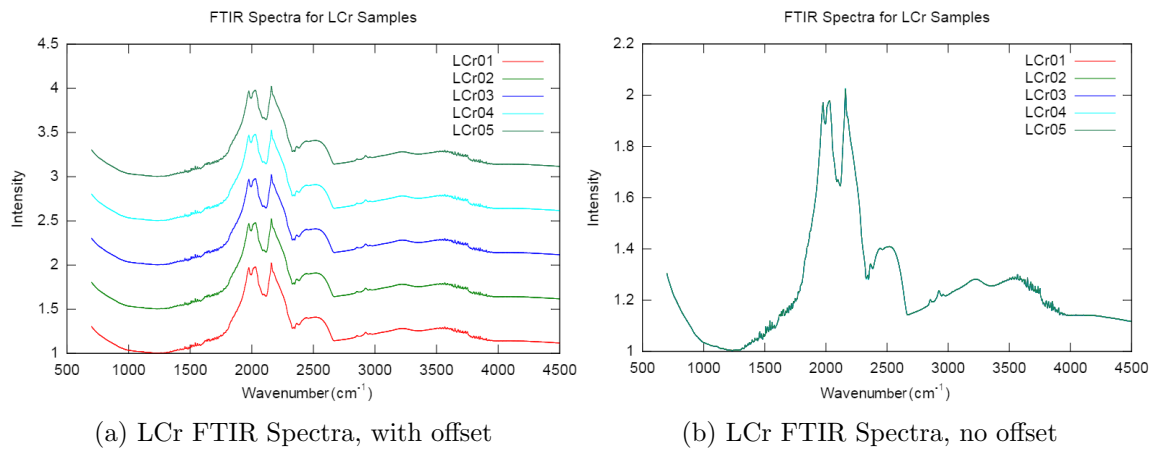 FTIR Spectra for LCr Samples
4.5
4
3.5
3
2.5
2
1.5
1
Intensity
LCr01
LCr02
LCr03
LCr04
LCr05
500 1000 1500 2000 2500 3000 3500 4000 4500
Wavenumber (cm⁻¹)
(a) LCr FTIR Spectra, with offset
FTIR Spectra for LCr Samples
2.2
2
1.8
1.6
1.4
1.2
1
Intensity
LCr01
LCr02
LCr03
LCr04
LCr05
500 1000 1500 2000 2500 3000 3500 4000 4500
Wavenumber (cm⁻¹)
(b) LCr FTIR Spectra, no offset